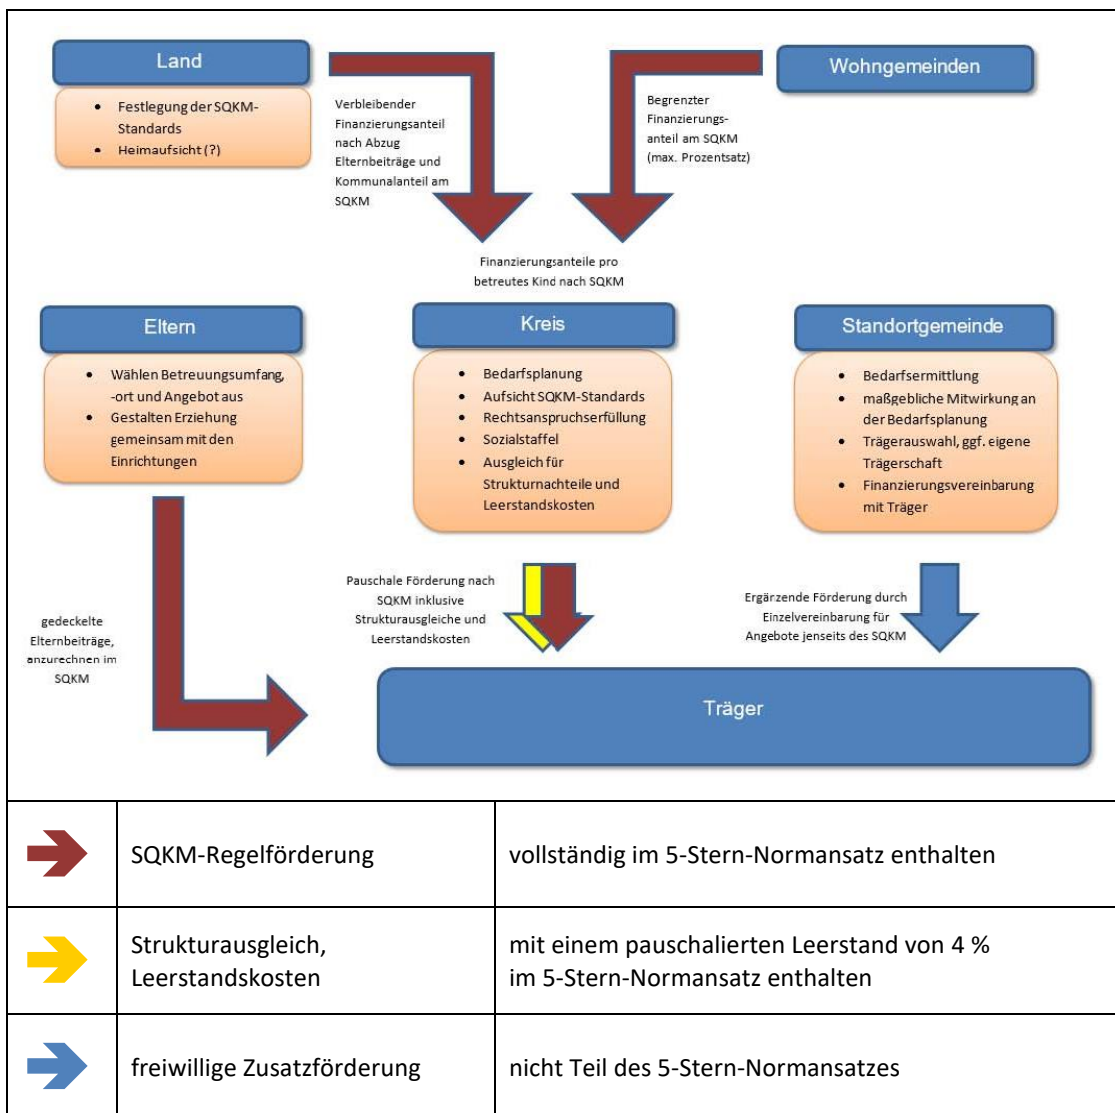 Land
• Festlegung der SQKM-
Standards
• Heimaufsicht (?)
Verbleibender
Finanzierungsanteil
nach Abzug
Elternbeiträge und
Kommunalanteil am
SQKM
Wohngemeinden
Begrenzter
Finanzierungs-
anteil am SQKM
(max. Prozentsatz)
Finanzierungsanteile pro
betreutes Kind nach SQKM
Eltern
• Wählen Betreuungsumfang,
-ort und Angebot aus
• Gestalten Erziehung
gemeinsam mit den
Einrichtungen
Kreis
• Bedarfsplanung
• Aufsicht SQKM-Standards
• Rechtsanspruchserfüllung
• Sozialstaffel
• Ausgleich für
Strukturnachteile und
Leerstandskosten
Standortgemeinde
• Bedarfsermittlung
• maßgebliche Mitwirkung an
der Bedarfsplanung
• Trägerauswahl, ggf. eigene
Trägerschaft
• Finanzierungsvereinbarung
mit Träger
gedeckelte
Elternbeiträge,
anzurechnen im
SQKM
Pauschale Förderung nach
SQKM inklusive
Strukturausgleiche und
Leerstandskosten
Ergärzende Förderung durch
Einzelvereinbarung für
Angebote jenseits des SQKM
Träger
SQKM-Regelförderung
vollständig im 5-Stern-Normansatz enthalten
Strukturausgleich,
Leerstandskosten
mit einem pauschalierten Leerstand von 4 %
im 5-Stern-Normansatz enthalten
freiwillige Zusatzförderung
nicht Teil des 5-Stern-Normansatzes